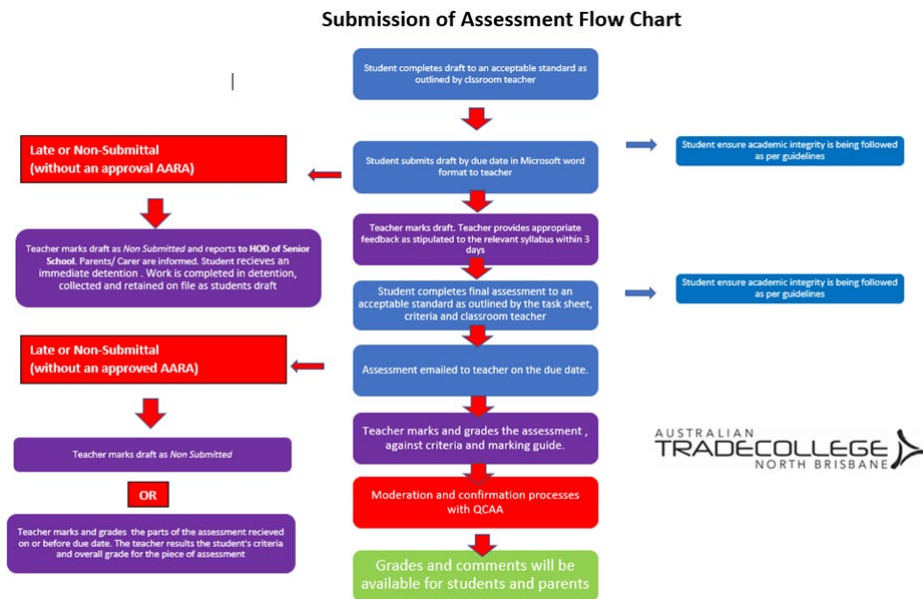 Submission of Assessment Flow Chart
Student completes draft to an acceptable standard as
outlined by clssroom teacher
Student submits draft by due date in Microsoft word
format to teacher
Student ensure academic integrity is being followed
as per guidelines
Late or Non-Submittal
(without an approval AARA)
Teacher marks draft as Non Submitted and reports to HOD of Senior
School. Parents/ Carer are informed. Student recieves an
immediate detention . Work is completed in detention,
collected and retained on file as students draft
Teacher marks draft. Teacher provides appropriate
feedback as stipulated to the relevant syllabus within 3
days
Student completes final assessment to an
acceptable standard as outlined by the task sheet,
criteria and classroom teacher
Student ensure academic integrity is being followed
as per guidelines
Late or Non-Submittal
(without an approved AARA)
Assessment emailed to teacher on the due date.
Teacher marks draft as Non Submitted
OR
Teacher marks and grades the parts of the assessment recieved
on or before due date. The teacher results the student's criteria
and overall grade for the piece of assessment
Teacher marks and grades the assessment ,
against criteria and marking guide.
Moderation and confirmation processes
with QCAA
Grades and comments will be
available for students and parents
AUSTRALIAN
TRADECOLLEGE
NORTH BRISBANE